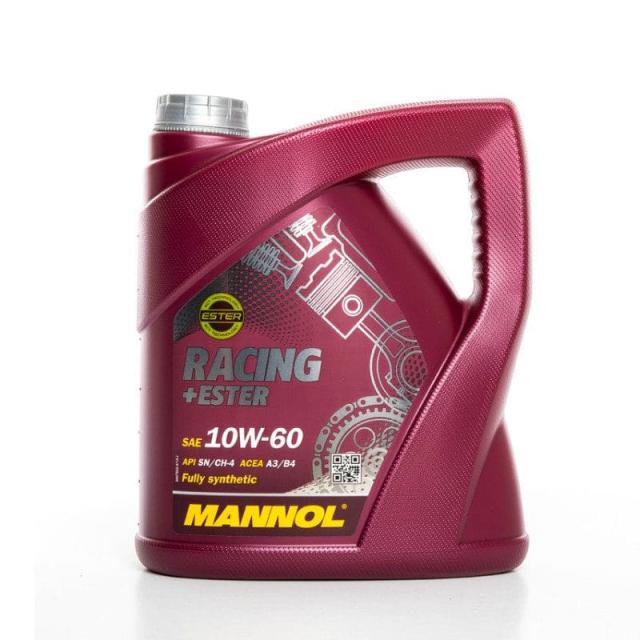 ESTER
RACING
+ESTER
SAE 10W-60
API SN/CH-4 ACEA A3/B4
Fully synthetic
MANNOL